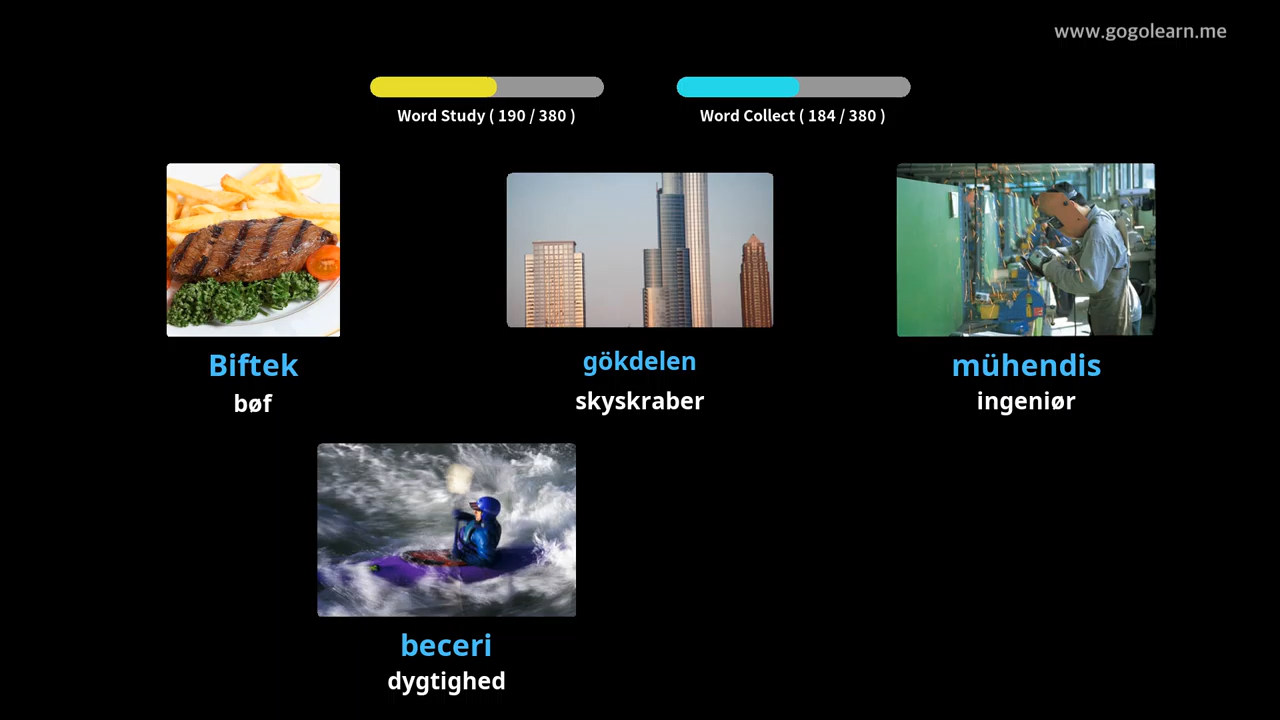 www.gogolearn.me
Word Study ( 190 / 380 )
Word Collect ( 184 / 380 )
Biftek
bøf
gökdelen
skyskraber
mühendis
ingeniør
beceri
dygtighed